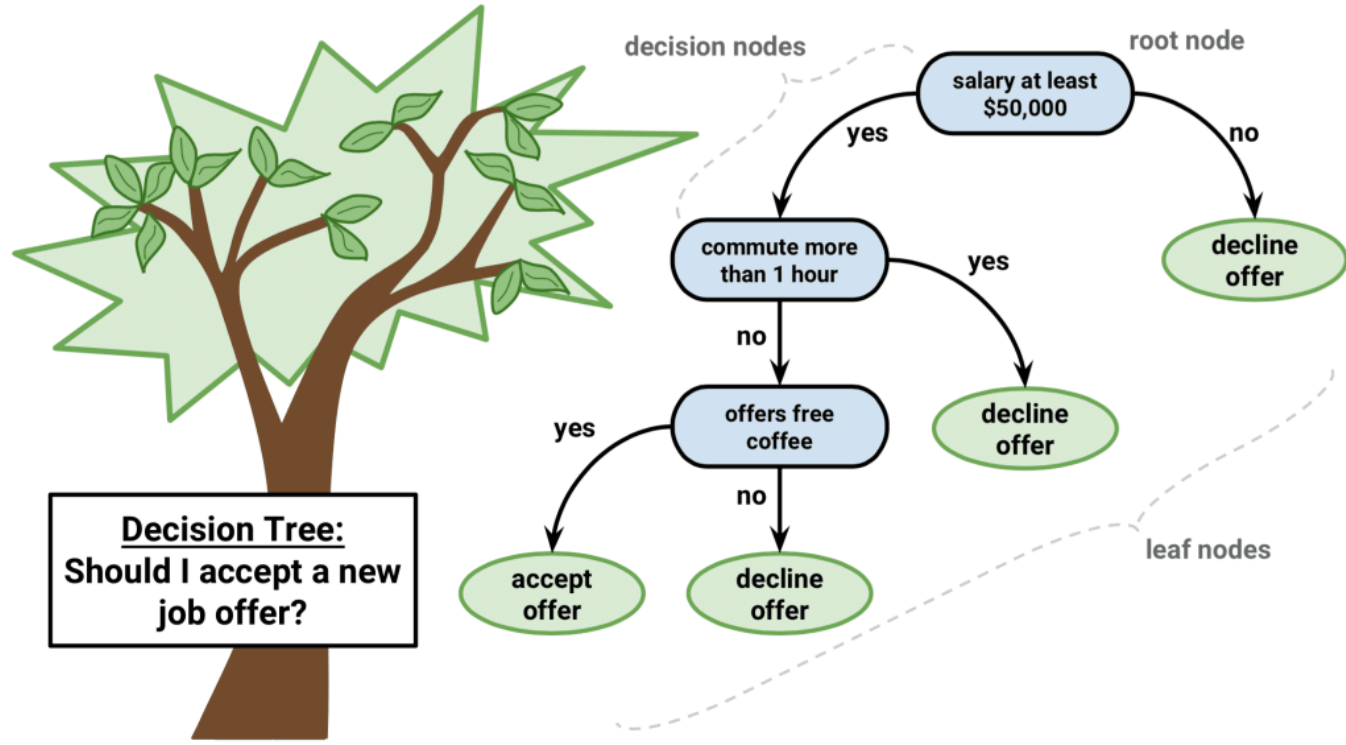 decision nodes
root node
salary at least
$50,000
yes
no
commute more
than 1 hour
yes
decline
offer
no
offers free
coffee
decline
offer
yes
no
accept
offer
decline
offer
leaf nodes
Decision Tree:
Should I accept a new
job offer?